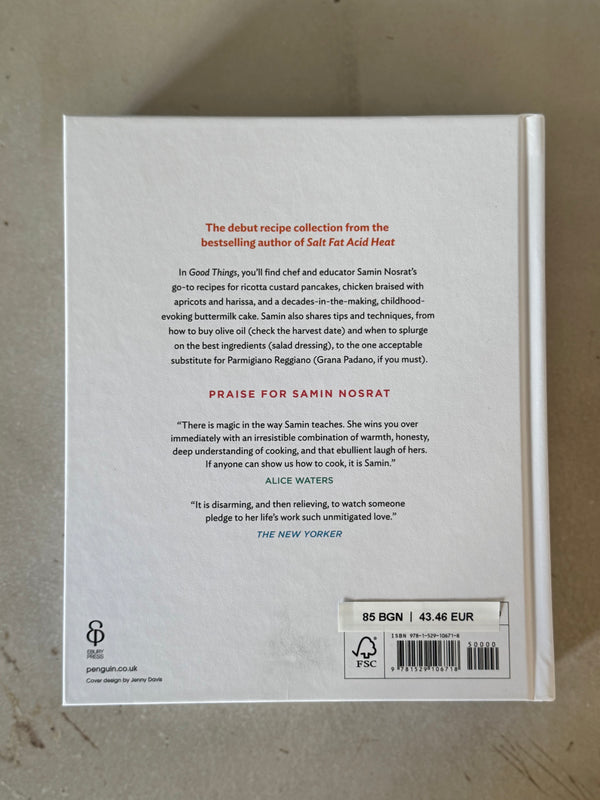 The debut recipe collection from the
bestselling author of Salt Fat Acid Heat
In Good Things, you'll find chef and educator Samin Nosrat's
go-to recipes for ricotta custard pancakes, chicken braised with
apricots and harissa, and a decades-in-the-making, childhood-
evoking buttermilk cake. Samin also shares tips and techniques, from
how to buy olive oil (check the harvest date) and when to splurge
on the best ingredients (salad dressing), to the one acceptable
substitute for Parmigiano Reggiano (Grana Padano, if you must).
PRAISE FOR SAMIN NOSRAT
“There is magic in the way Samin teaches. She wins you over
immediately with an irresistible combination of warmth, honesty,
deep understanding of cooking, and that ebullient laugh of hers.
If anyone can show us how to cook, it is Samin.”
ALICE WATERS
“It is disarming, and then relieving, to watch someone
pledge to her life's work such unmitigated love.”
THE NEW YORKER
85 BGN | 43.46 EUR
ISBN 978-1-529-10671-8
50000
FSC
9 781529 106718
EBURY
PRESS
penguin.co.uk
Cover design by Jenny Davis